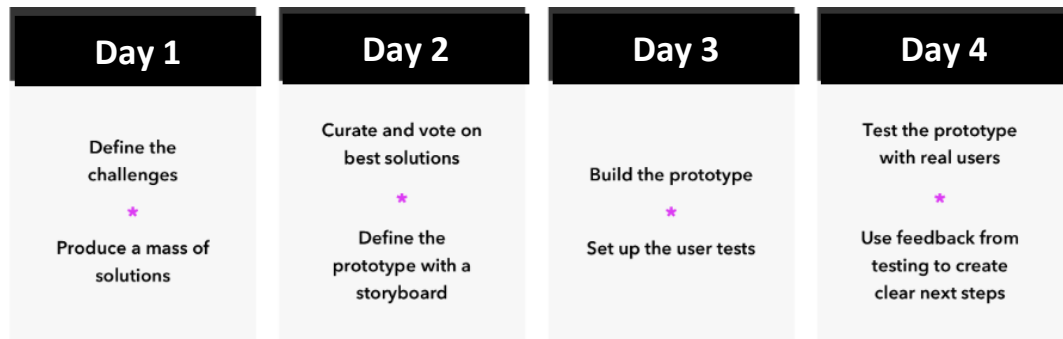 Day 1
Define the
challenges
*
Produce a mass of
solutions
Day 2
Curate and vote on
best solutions
*
Define the
prototype with a
storyboard
Day 3
Build the prototype
*
Set up the user tests
Day 4
Test the prototype
with real users
*
Use feedback from
testing to create
clear next steps